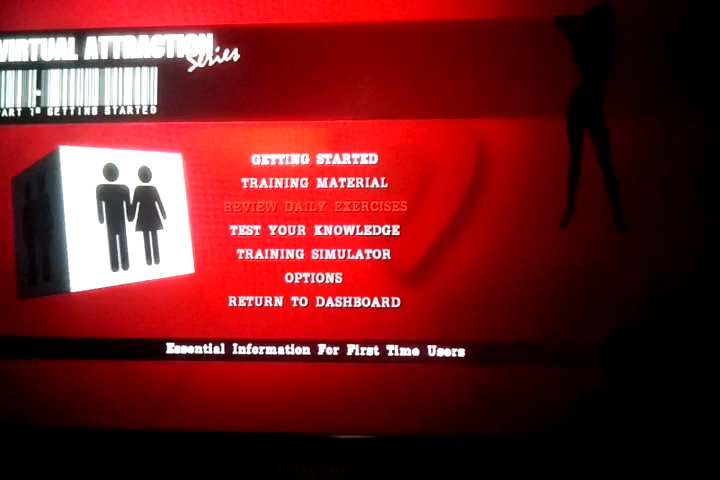 VIRTUAL ATTRACTION
Series
PART 1: GETTING STARTED
GETTING STARTED
TRAINING MATERIAL
REVIEW DAILY EXERCISES
TEST YOUR KNOWLEDGE
TRAINING SIMULATOR
OPTIONS
RETURN TO DASHBOARD
Essential Information For First Time Users